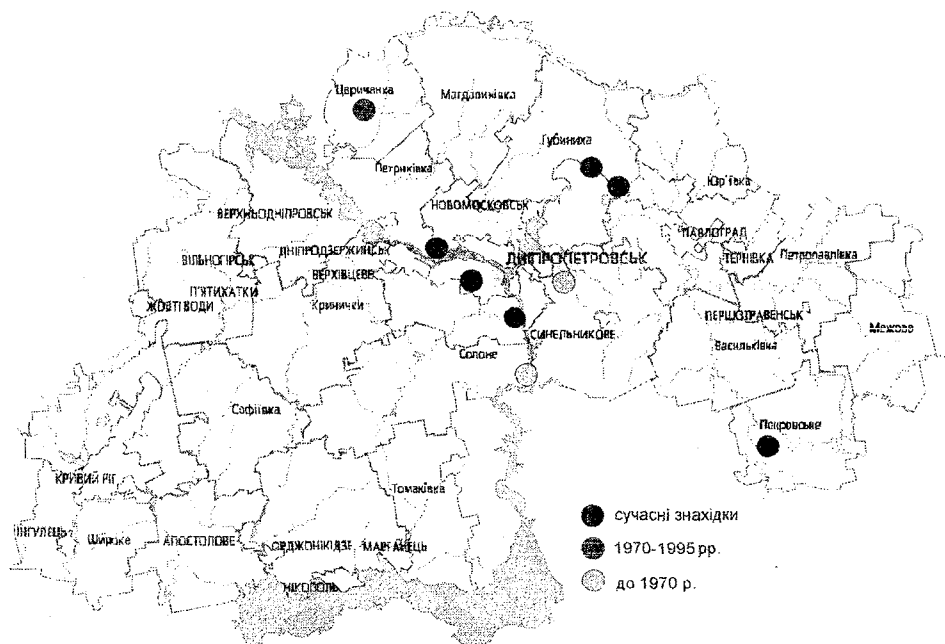 Царичанка
Магдалинівка
Губиниха
Петриківка
Юр'ївка
ВЕРХНЬОДНІПРОВСЬК
НОВОМОСКОВСЬК
ПАВЛОГРАД
ДНІПРОДЗЕРЖИНСЬК
ВІЛЬНОГІРСЬК
ДНІПРОПЕТРОВСЬК
ТЕРНІВКА
Петропавлівка
ВЕРХІВЦЕВЕ
П'ЯТИХАТКИ
ЖОВТІ ВОДИ
Кринички
ПЕРШОТРАВЕНСЬК
СИНЕЛЬНИКОВЕ
Межова
Васильківка
Солоне
Софіївка
Покровське
КРИВИЙ РІГ
Томаківка
сучасні знахідки
ІНГУЛЕЦЬ
Широке
АПОСТОЛОВЕ
ОРДЖОНІКІДЗЕ
МАРГАНЕЦЬ
1970-1995 рр.
НІКОПОЛЬ
до 1970 р.